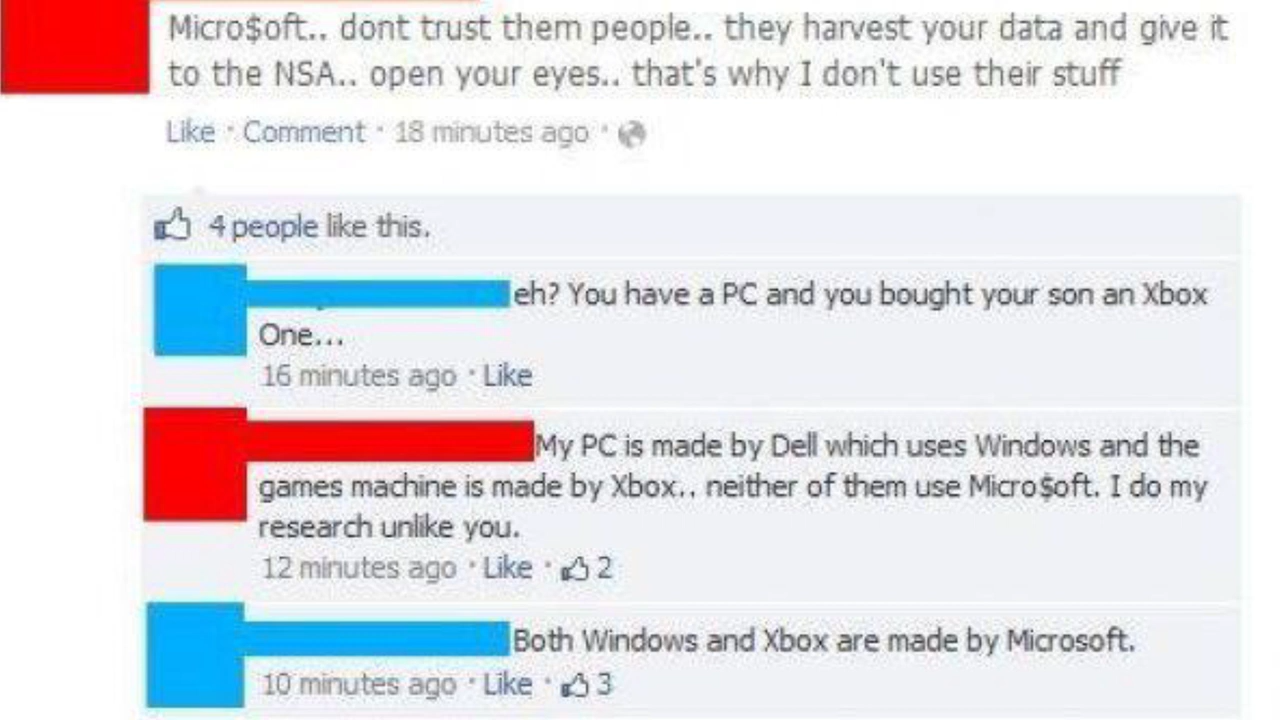 Micro$oft.. dont trust them people.. they harvest your data and give it
to the NSA.. open your eyes.. that's why I don't use their stuff
Like · Comment · 18 minutes ago ·
4 people like this.
eh? You have a PC and you bought your son an Xbox
One...
16 minutes ago · Like
My PC is made by Dell which uses Windows and the
games machine is made by Xbox.. neither of them use Micro$oft. I do my
research unlike you.
12 minutes ago · Like · 2
Both Windows and Xbox are made by Microsoft.
10 minutes ago · Like · 3